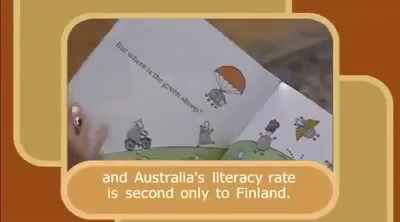 But where is the green sheep?
and Australia's literacy rate
is second only to Finland.